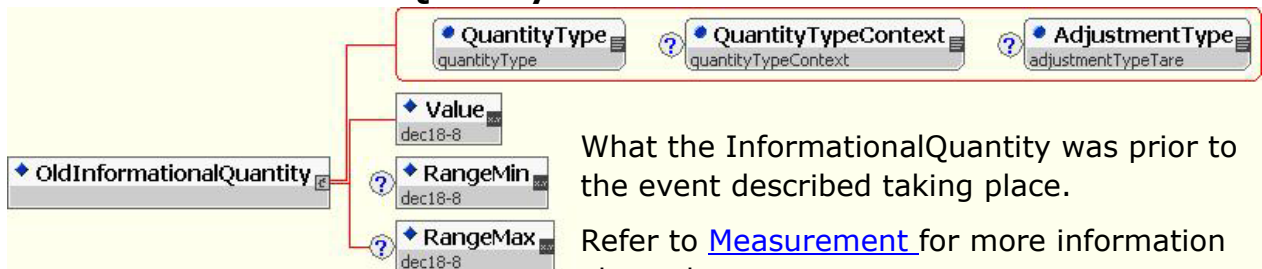 QuantityType
quantityType
? QuantityTypeContext
quantityTypeContext
? AdjustmentType
adjustmentTypeTare
Value
dec18-8
OldInformationalQuantity
? RangeMin
dec18-8
? RangeMax
dec18-8
What the InformationalQuantity was prior to
the event described taking place.
Refer to Measurement for more information